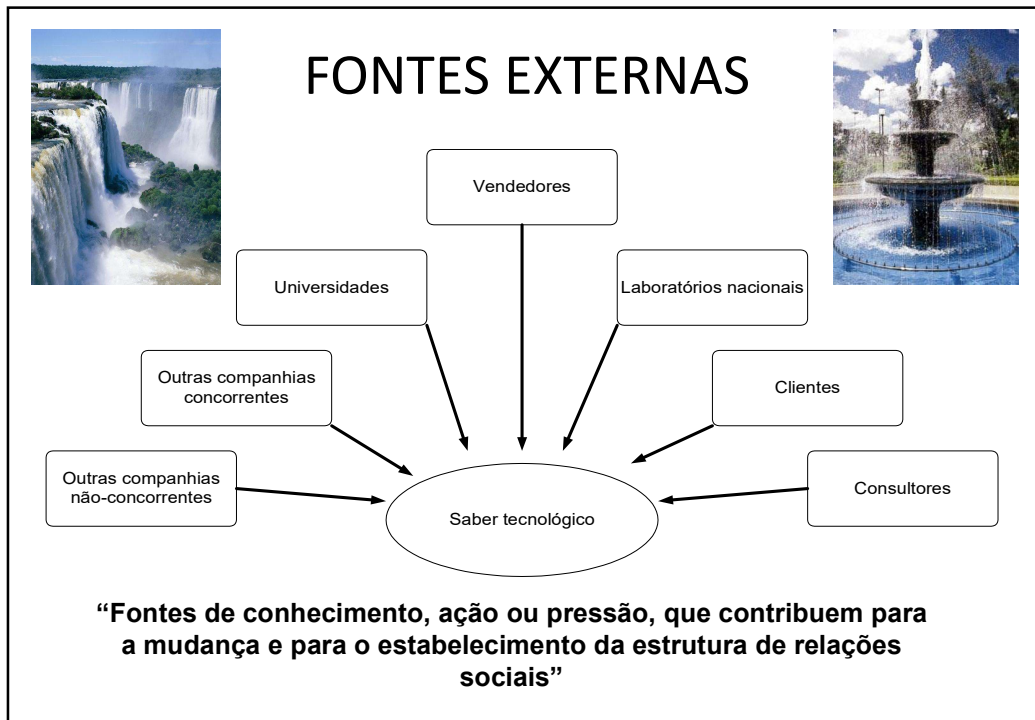 FONTES EXTERNAS
Vendedores
Universidades
Laboratórios nacionais
Outras companhias
concorrentes
Clientes
Outras companhias
não-concorrentes
Consultores
Saber tecnológico
“Fontes de conhecimento, ação ou pressão, que contribuem para
a mudança e para o estabelecimento da estrutura de relações
sociais”